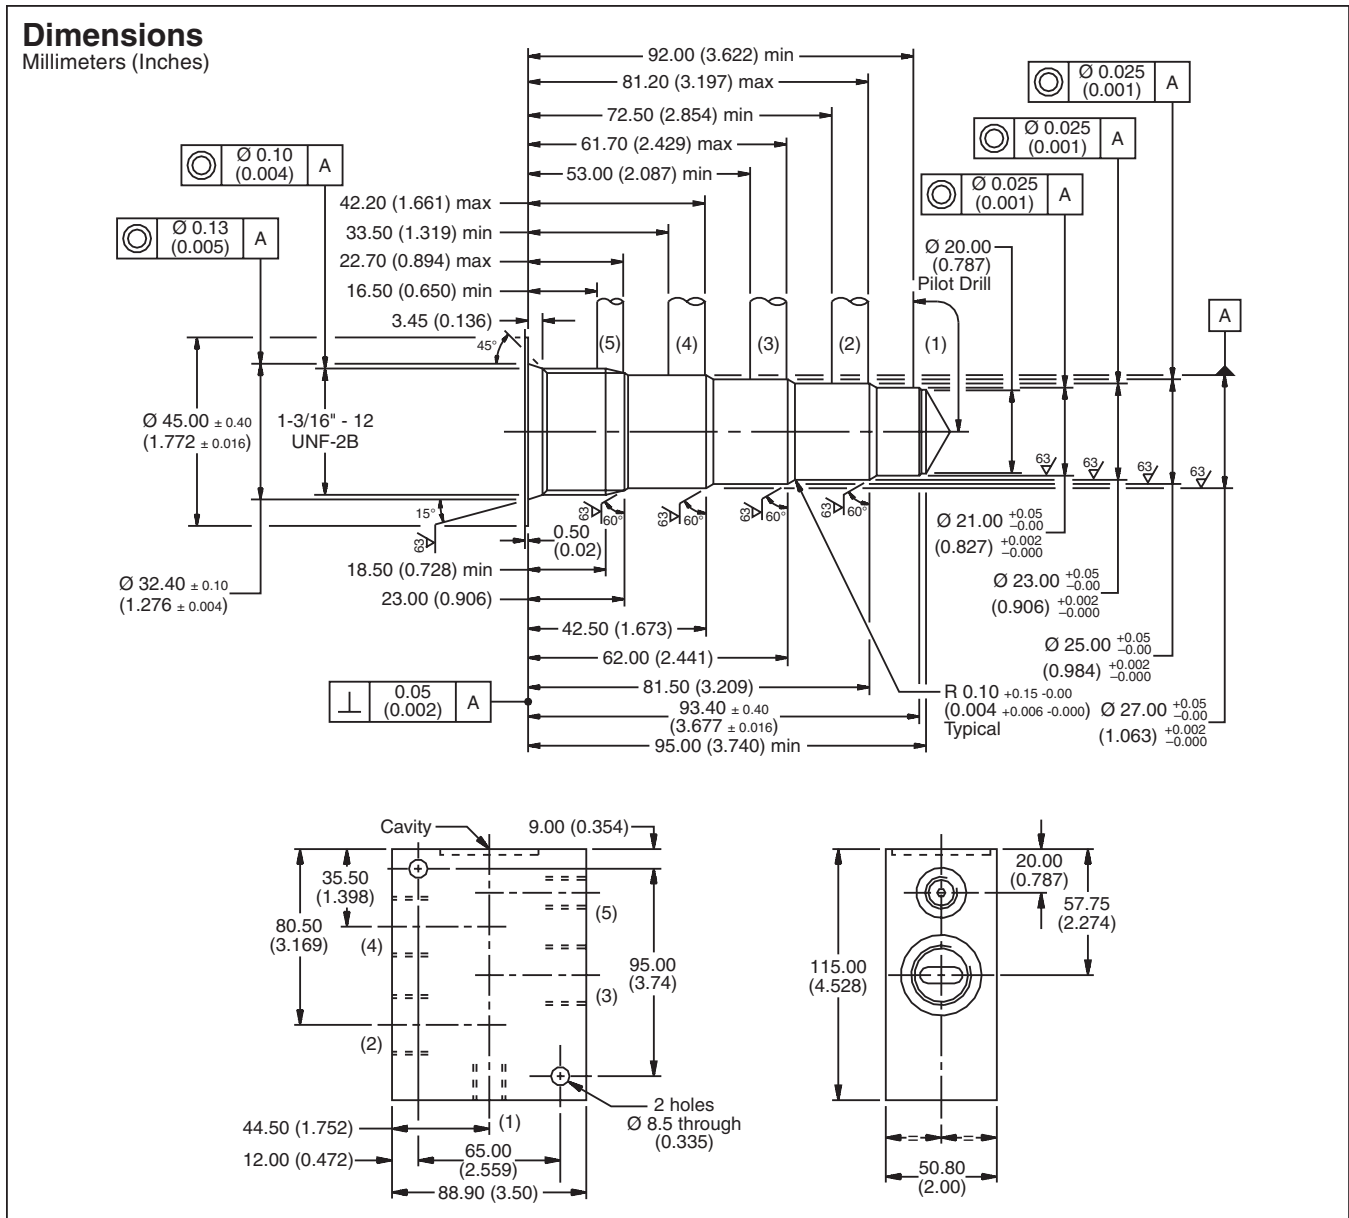 Dimensions
Millimeters (Inches)
92.00 (3.622) min
81.20 (3.197) max
72.50 (2.854) min
61.70 (2.429) max
53.00 (2.087) min
42.20 (1.661) max
33.50 (1.319) min
22.70 (0.894) max
16.50 (0.650) min
3.45 (0.136)
Ø 0.10
(0.004)
A
Ø 0.13
(0.005)
A
Ø 0.025
(0.001)
A
Ø 0.025
(0.001)
A
Ø 0.025
(0.001)
A
Ø 20.00
(0.787)
Pilot Drill
A
45°
(5)
(4)
(3)
(2)
(1)
Ø 45.00 ± 0.40
(1.772 ± 0.016)
1-3/16" - 12
UNF-2B
63
63
63
63
15°
63
63
60°
63
60°
63
60°
63
60°
0.50
(0.02)
18.50 (0.728) min
23.00 (0.906)
Ø 32.40 ± 0.10
(1.276 ± 0.004)
Ø 21.00 +0.05 –0.00
(0.827) +0.002 –0.000
Ø 23.00 +0.05 –0.00
(0.906) +0.002 –0.000
Ø 25.00 +0.05 –0.00
(0.984) +0.002 –0.000
Ø 27.00 +0.05 –0.00
(1.063) +0.002 –0.000
42.50 (1.673)
62.00 (2.441)
81.50 (3.209)
93.40 ± 0.40
(3.677 ± 0.016)
95.00 (3.740) min
R 0.10 +0.15 -0.00
(0.004 +0.006 -0.000)
Typical
0.05
(0.002)
A
Cavity
9.00 (0.354)
35.50
(1.398)
80.50
(3.169)
(4)
(2)
(5)
(3)
(1)
95.00
(3.74)
2 holes
Ø 8.5 through
(0.335)
44.50 (1.752)
12.00 (0.472)
65.00
(2.559)
88.90 (3.50)
20.00
(0.787)
57.75
(2.274)
115.00
(4.528)
=
=
50.80
(2.00)